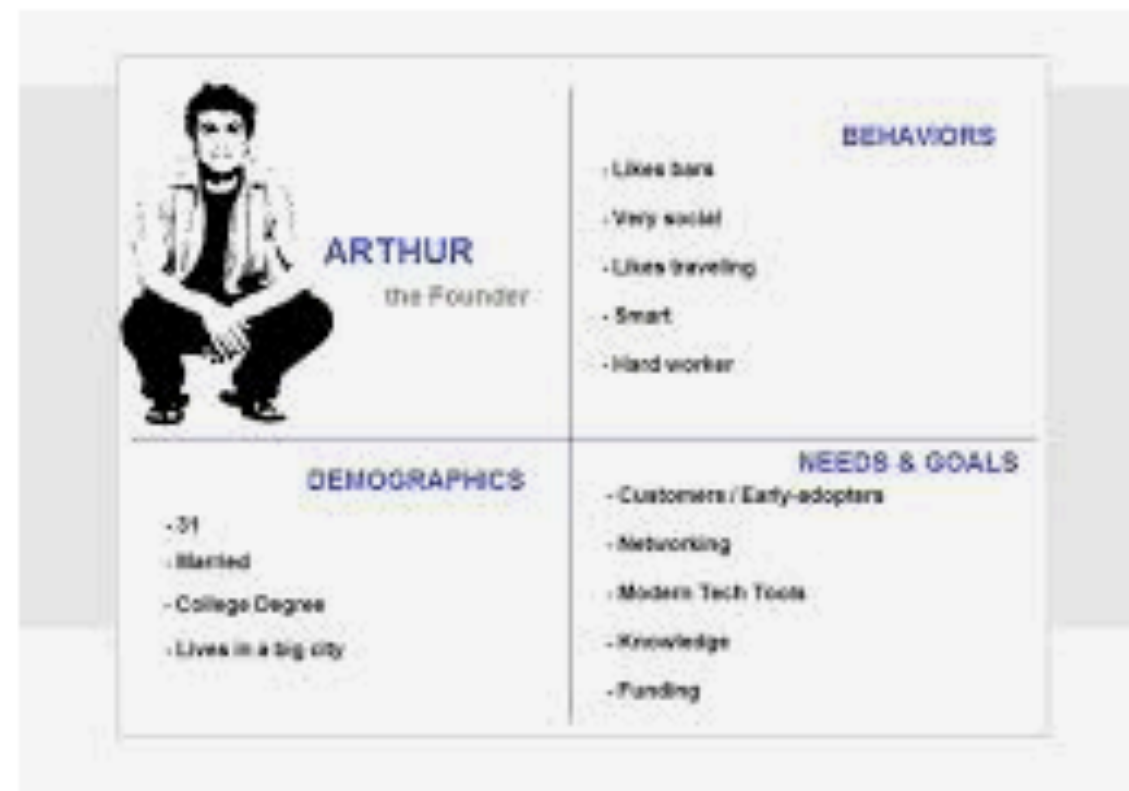 ARTHUR
the Founder
BEHAVIORS
- Likes bars
- Very social
- Likes traveling
- Smart
- Hard worker
DEMOGRAPHICS
- 31
- Married
- College Degree
- Lives in a big city
NEEDS & GOALS
- Customers / Early-adopters
- Networking
- Modern Tech Tools
- Knowledge
- Funding